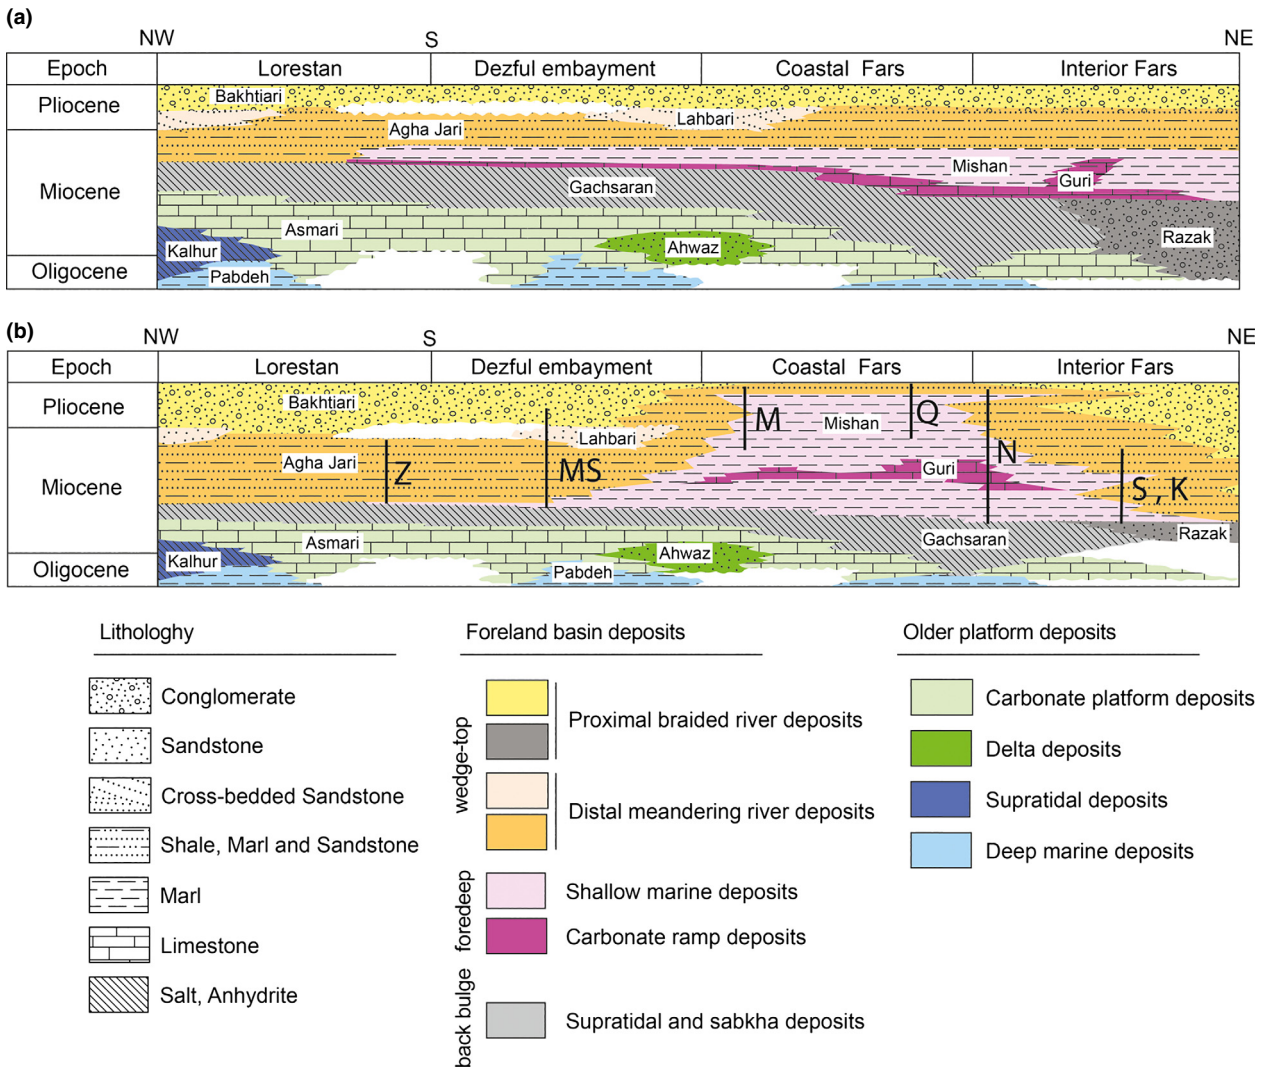 (a)
NW S NE
Epoch Lorestan Dezful embayment Coastal Fars Interior Fars
Pliocene
Bakhtiari
Lahbari
Agha Jari
Miocene
Mishan
Guri
Gachsaran
Asmari
Razak
Kalhur
Ahwaz
Oligocene
Pabdeh
(b)
NW S NE
Epoch Lorestan Dezful embayment Coastal Fars Interior Fars
Pliocene
Bakhtiari
M
Q
Mishan
Lahbari
N
Miocene
Agha Jari
Z
MS
Guri
S , K
Asmari
Gachsaran
Razak
Kalhur
Ahwaz
Oligocene
Pabdeh
Lithologhy
Conglomerate
Sandstone
Cross-bedded Sandstone
Shale, Marl and Sandstone
Marl
Limestone
Salt, Anhydrite
Foreland basin deposits
wedge-top
Proximal braided river deposits
Distal meandering river deposits
foredeep
Shallow marine deposits
Carbonate ramp deposits
back bulge
Supratidal and sabkha deposits
Older platform deposits
Carbonate platform deposits
Delta deposits
Supratidal deposits
Deep marine deposits